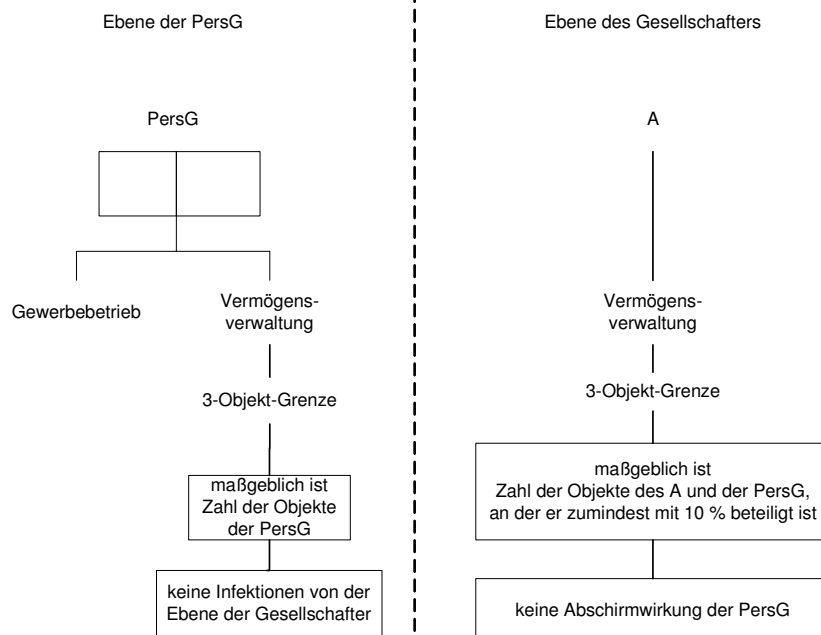 Ebene der PersG
PersG
Gewerbebetrieb
Vermögens-
verwaltung
3-Objekt-Grenze
maßgeblich ist
Zahl der Objekte
der PersG
keine Infektionen von der
Ebene der Gesellschafter
Ebene des Gesellschafters
A
Vermögens-
verwaltung
3-Objekt-Grenze
maßgeblich ist
Zahl der Objekte des A und der PersG,
an der er zumindest mit 10 % beteiligt ist
keine Abschirmwirkung der PersG